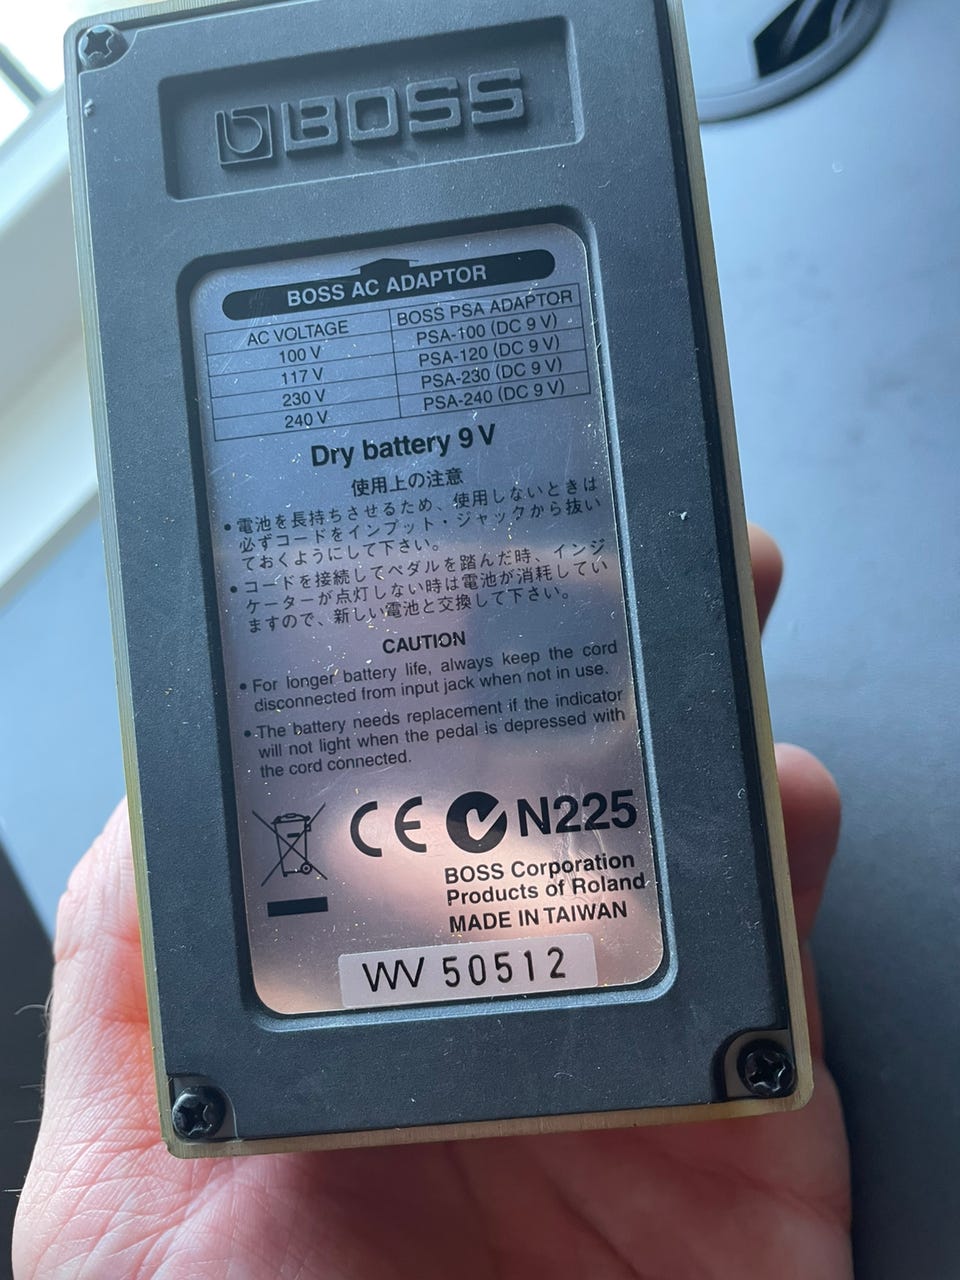 BOSS
BOSS AC ADAPTOR
AC VOLTAGE BOSS PSA ADAPTOR
100 V PSA-100 (DC 9 V)
117 V PSA-120 (DC 9 V)
230 V PSA-230 (DC 9 V)
240 V PSA-240 (DC 9 V)
Dry battery 9 V
使用上の注意
• 電池を長持ちさせるため、使用しないときは
必ずコードをインプット・ジャックから抜い
ておくようにして下さい。
• コードを接続してペダルを踏んだ時、インジ
ケーターが点灯しない時は電池が消耗してい
ますので、新しい電池と交換して下さい。
CAUTION
• For longer battery life, always keep the cord
disconnected from input jack when not in use.
• The battery needs replacement if the indicator
will not light when the pedal is depressed with
the cord connected.
CE N225
BOSS Corporation
Products of Roland
MADE IN TAIWAN
WV 50512